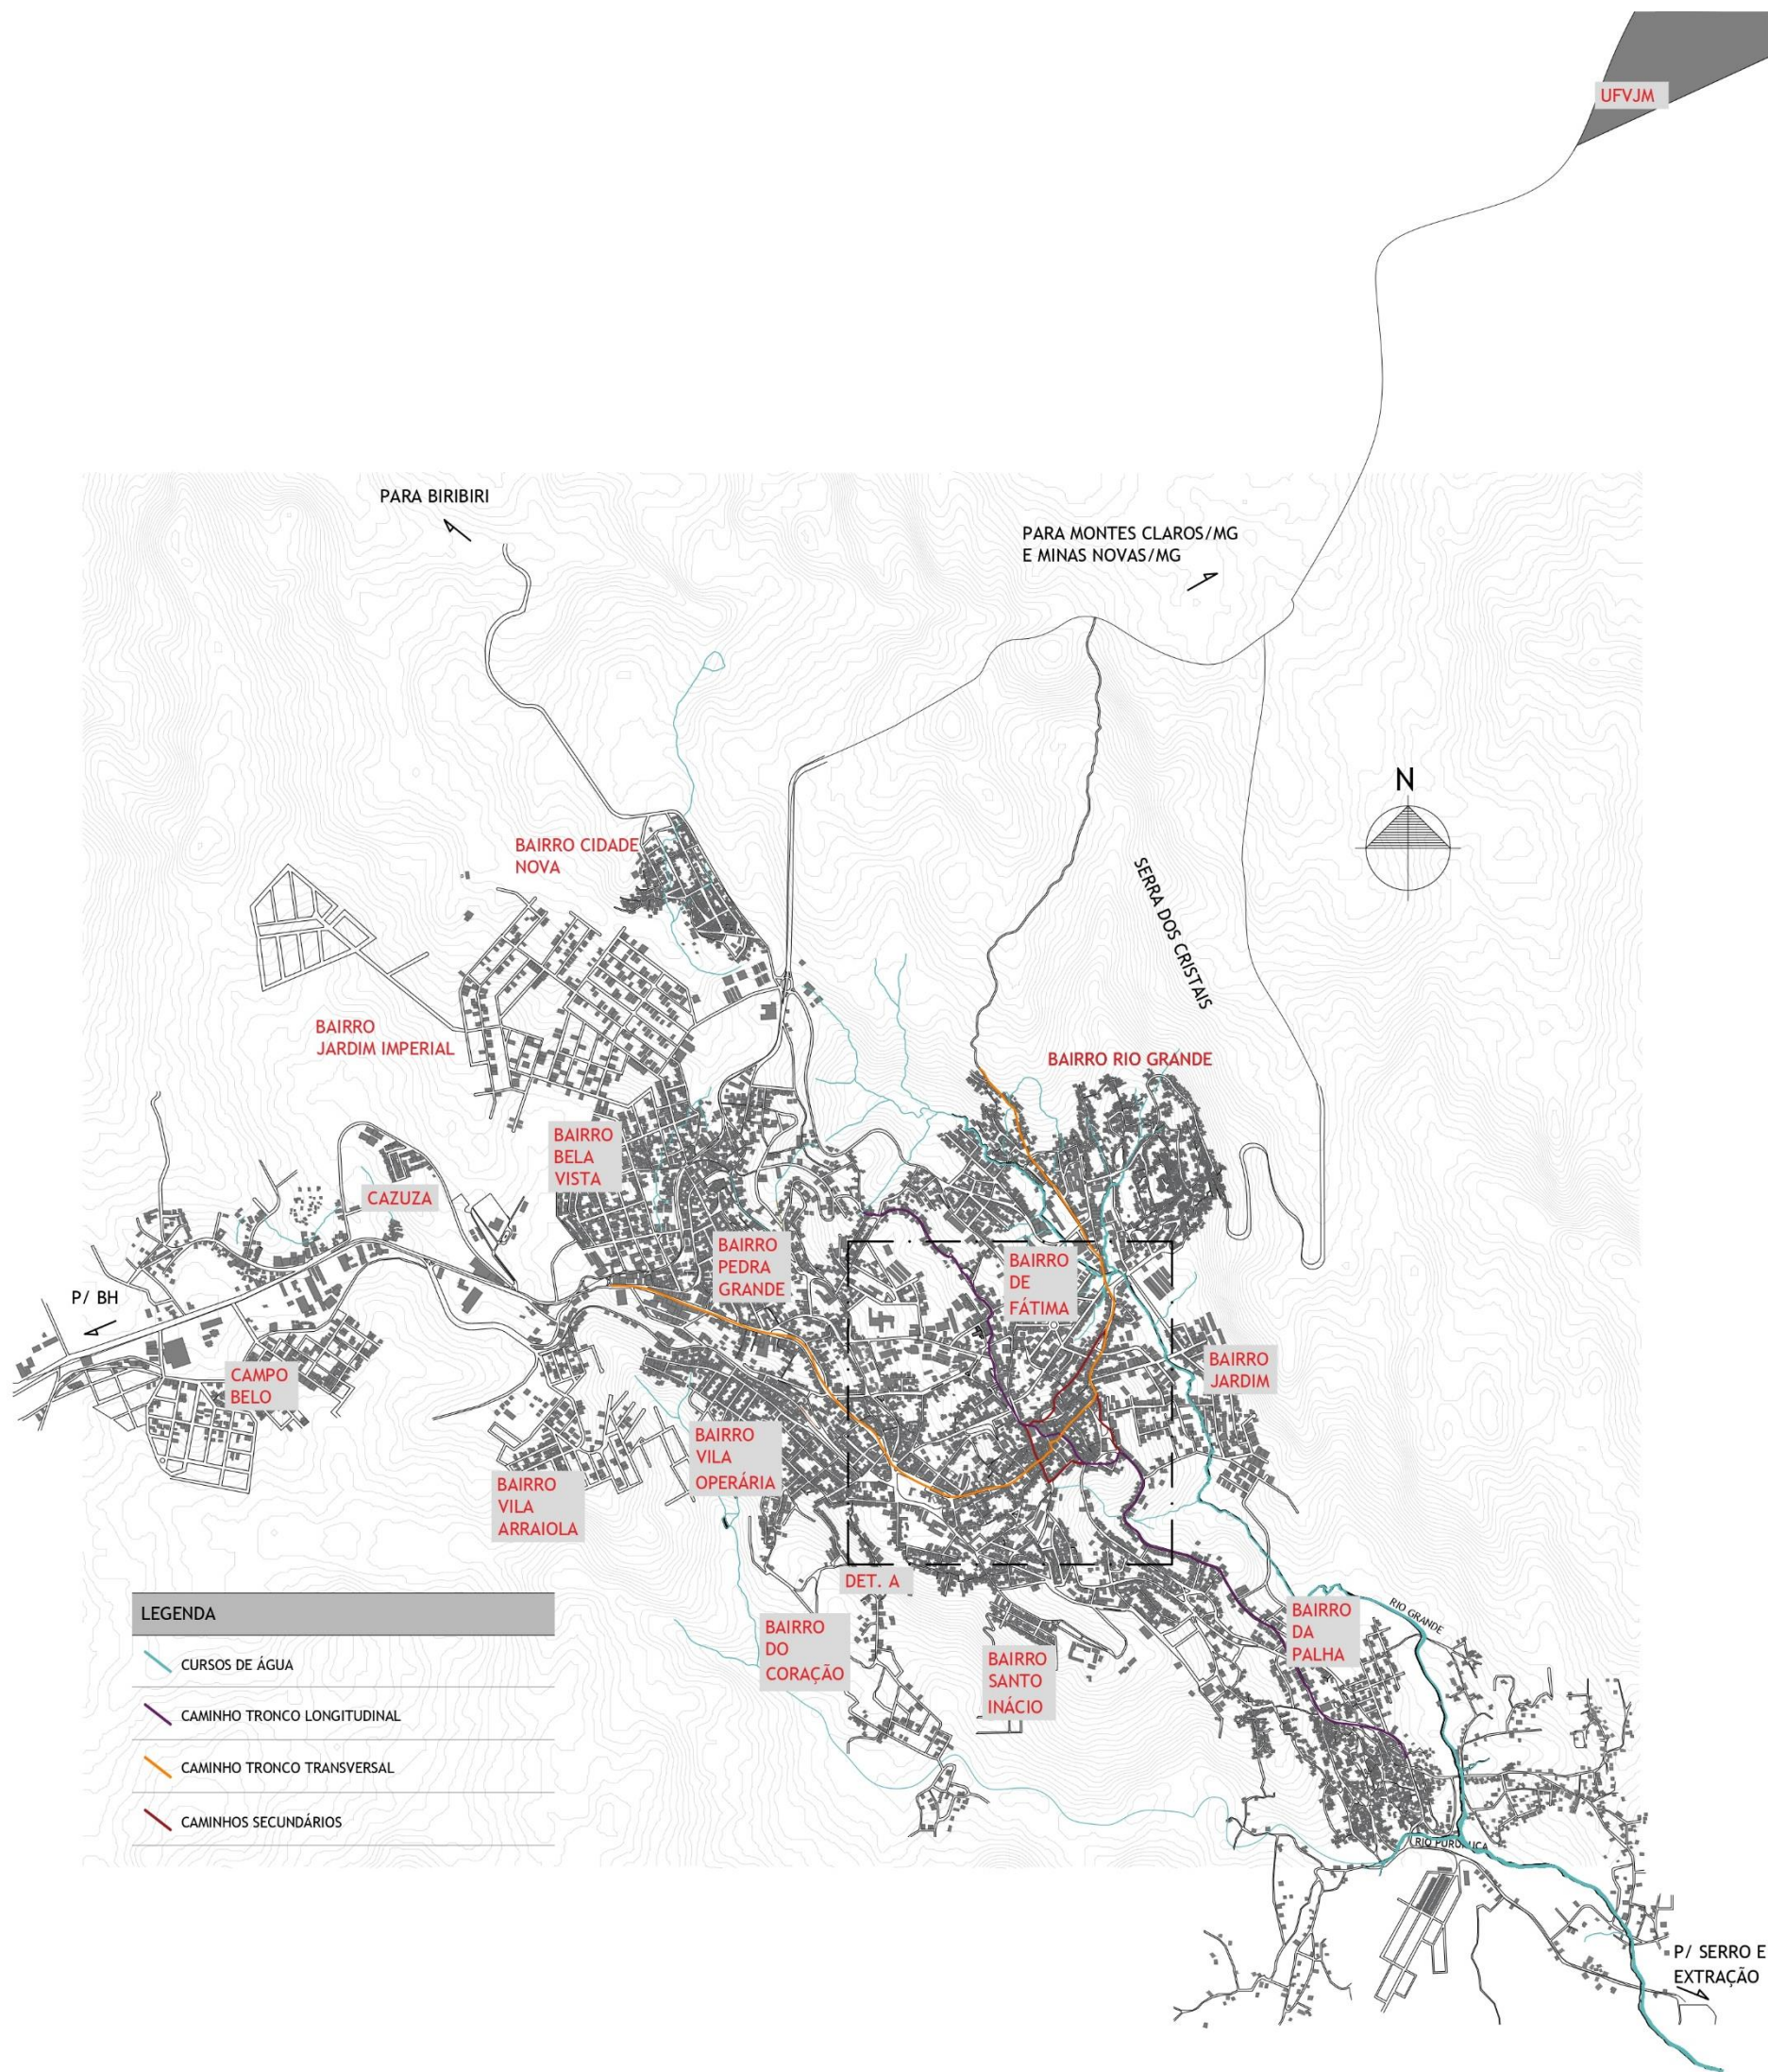 UFVJM
PARA BIRIBIRI
PARA MONTES CLAROS/MG
E MINAS NOVAS/MG
N
BAIRRO CIDADE
NOVA
SERRA DOS CRISTAIS
BAIRRO
JARDIM IMPERIAL
BAIRRO RIO GRANDE
BAIRRO
BELA
VISTA
CAZUZA
BAIRRO
PEDRA
GRANDE
BAIRRO
DE
FÁTIMA
P/ BH
CAMPO
BELO
BAIRRO
JARDIM
BAIRRO
VILA
OPERÁRIA
BAIRRO
VILA
ARRAIOLA
DET. A
BAIRRO
DO
CORAÇÃO
BAIRRO
SANTO
INÁCIO
BAIRRO
DA
PALHA
RIO GRANDE
LEGENDA
CURSOS DE ÁGUA
CAMINHO TRONCO LONGITUDINAL
CAMINHO TRONCO TRANSVERSAL
CAMINHOS SECUNDÁRIOS
RIO
P/ SERRO E
EXTRAÇÃO